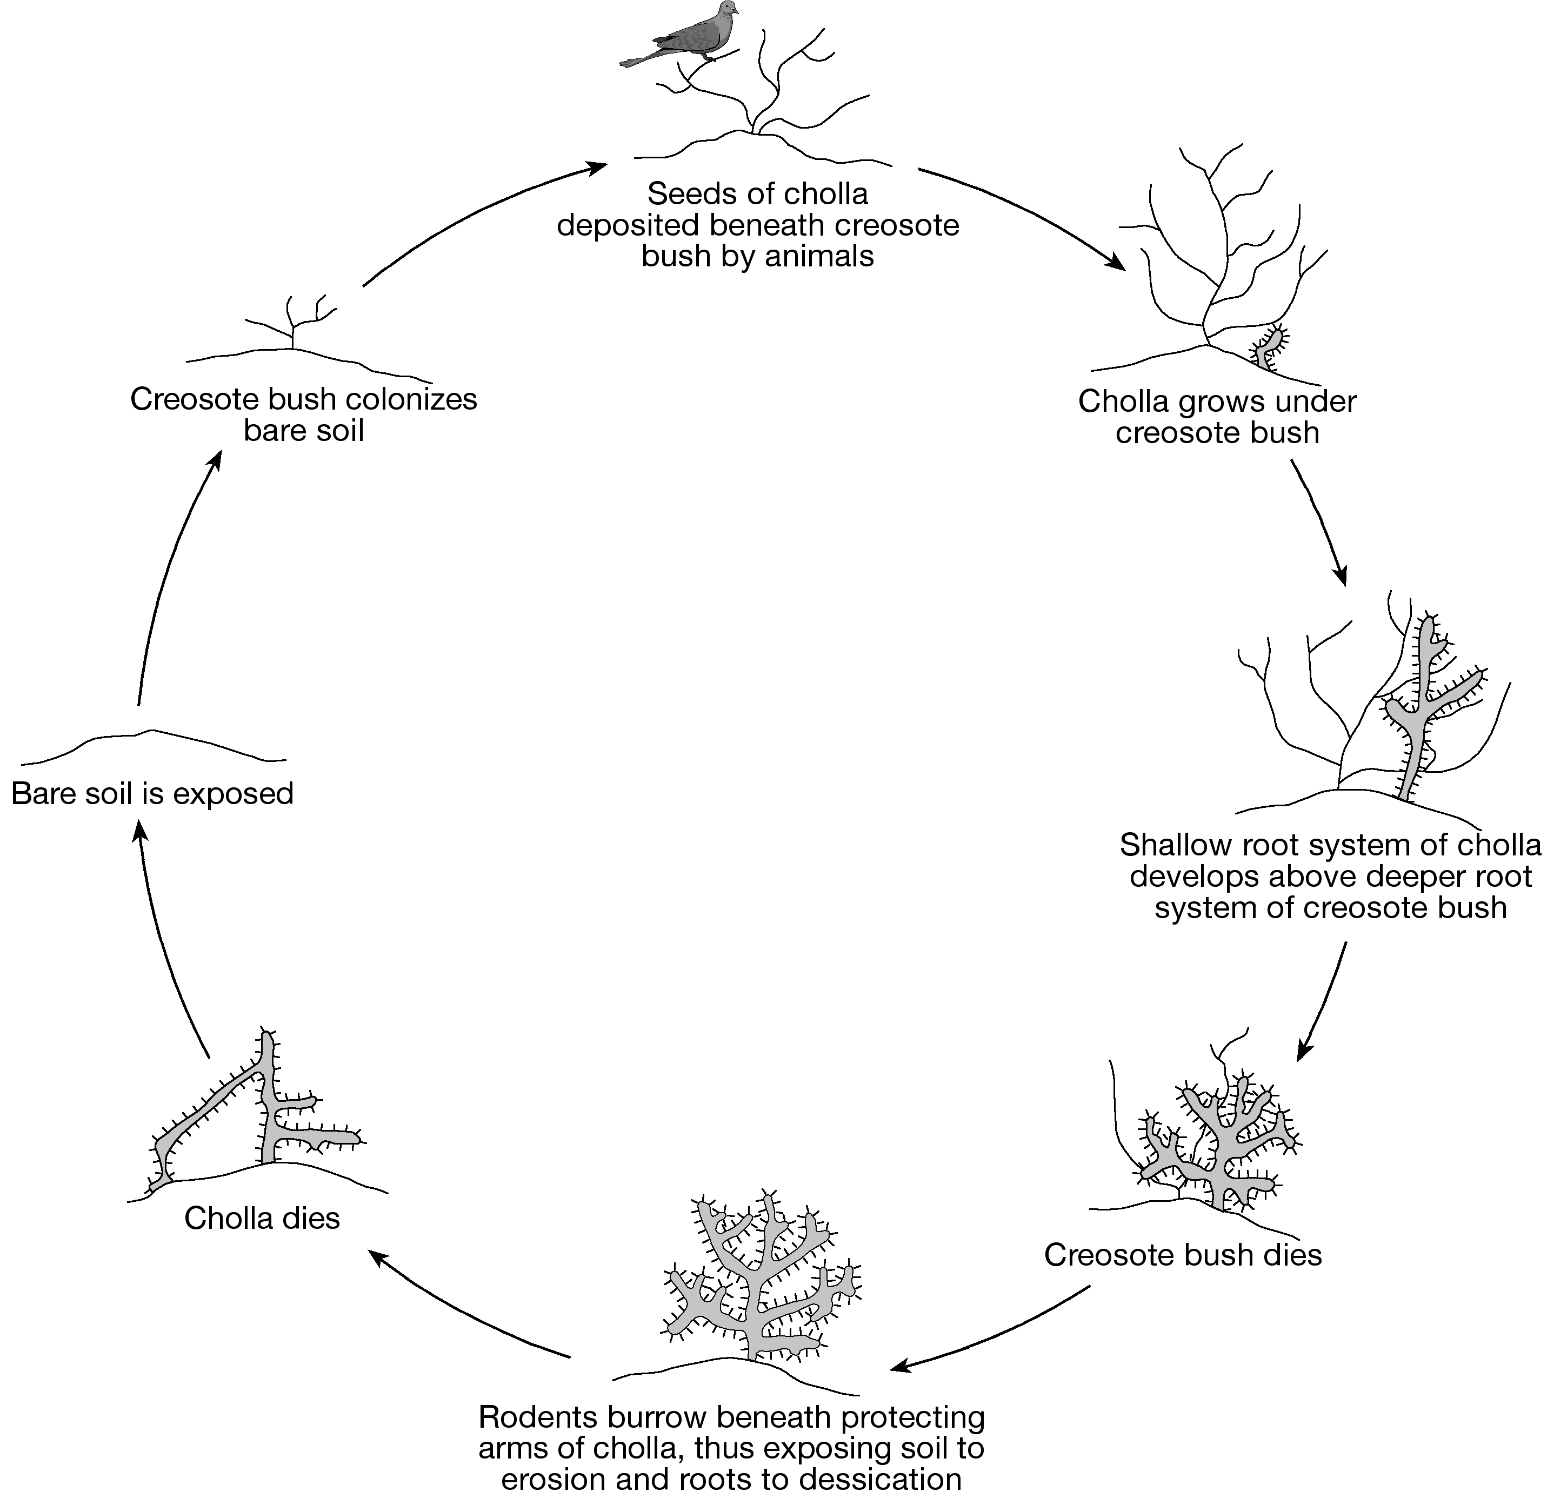 Seeds of cholla
deposited beneath creosote
bush by animals
Cholla grows under
creosote bush
Shallow root system of cholla
develops above deeper root
system of creosote bush
Creosote bush dies
Rodents burrow beneath protecting
arms of cholla, thus exposing soil to
erosion and roots to dessication
Cholla dies
Bare soil is exposed
Creosote bush colonizes
bare soil